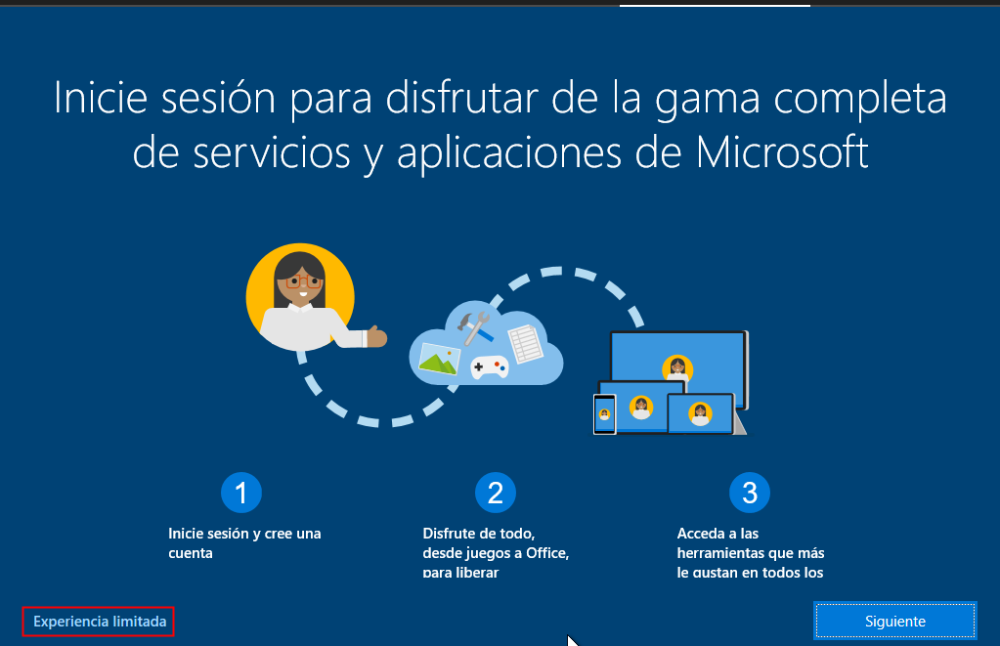 Inicie sesión para disfrutar de la gama completa
de servicios y aplicaciones de Microsoft
1
Inicie sesión y cree una
cuenta
2
Disfrute de todo,
desde juegos a Office,
para liberar
3
Acceda a las
herramientas que más
le gustan en todos los
Experiencia limitada
Siguiente